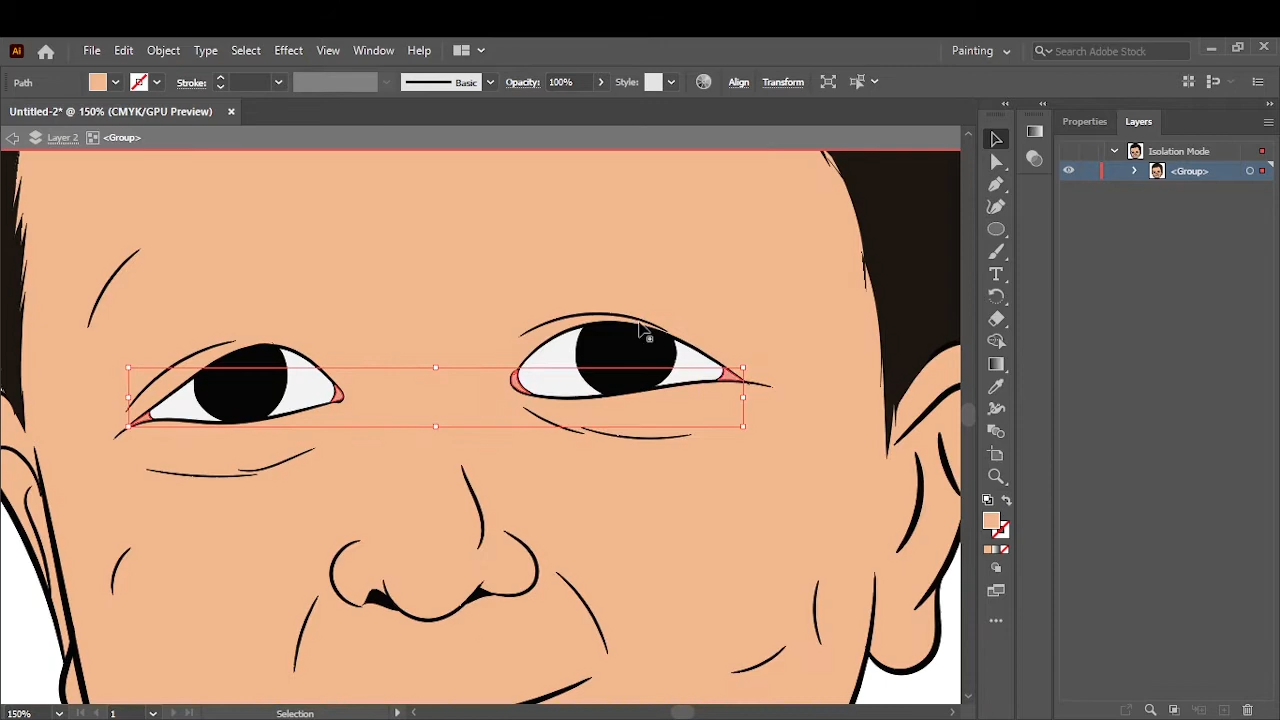 Ai File Edit Object Type Select Effect View Window Help Painting Search Adobe Stock
Path Stroke: Basic Opacity: 100% Style: Align Transform
Untitled-2* @ 150% (CMYK/GPU Preview)
Layer 2 <Group>
Properties Layers
Isolation Mode
<Group>
150% 1 Selection